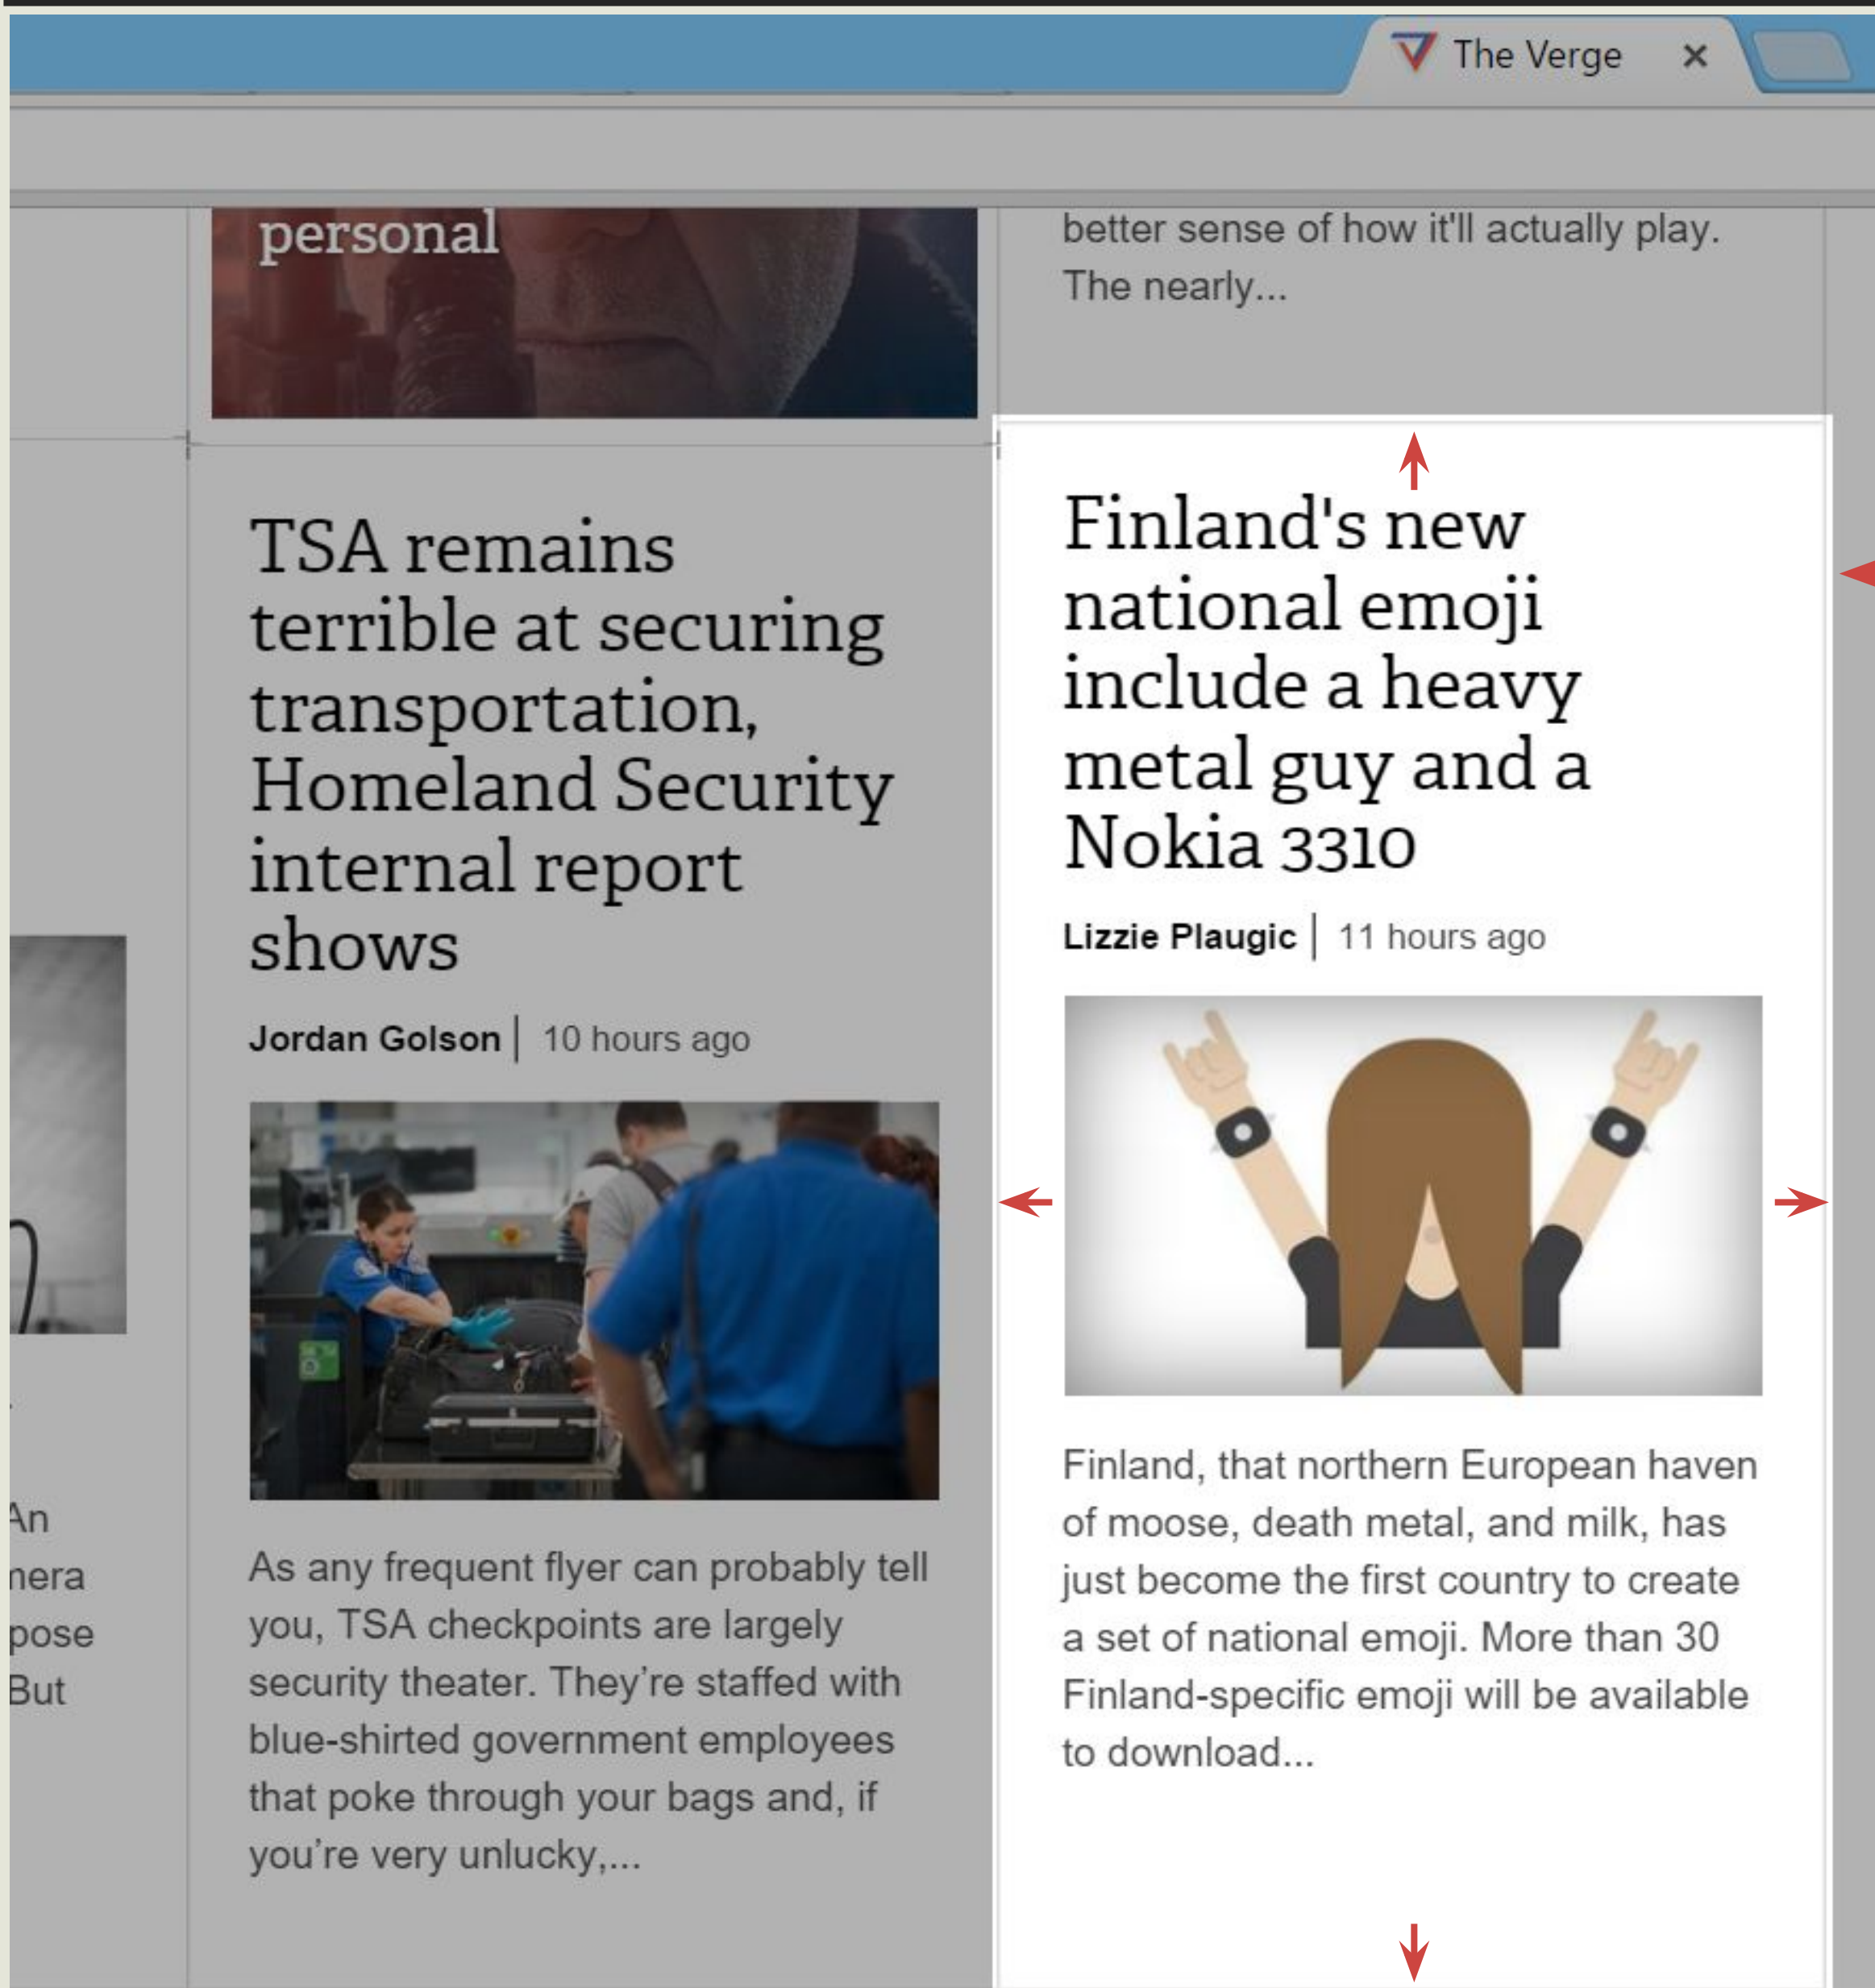 The Verge
personal
better sense of how it'll actually play.
The nearly...
TSA remains
terrible at securing
transportation,
Homeland Security
internal report
shows
Jordan Golson | 10 hours ago
As any frequent flyer can probably tell
you, TSA checkpoints are largely
security theater. They’re staffed with
blue-shirted government employees
that poke through your bags and, if
you’re very unlucky,...
Finland's new
national emoji
include a heavy
metal guy and a
Nokia 3310
Lizzie Plaugic | 11 hours ago
Finland, that northern European haven
of moose, death metal, and milk, has
just become the first country to create
a set of national emoji. More than 30
Finland-specific emoji will be available
to download...
An
pose
But